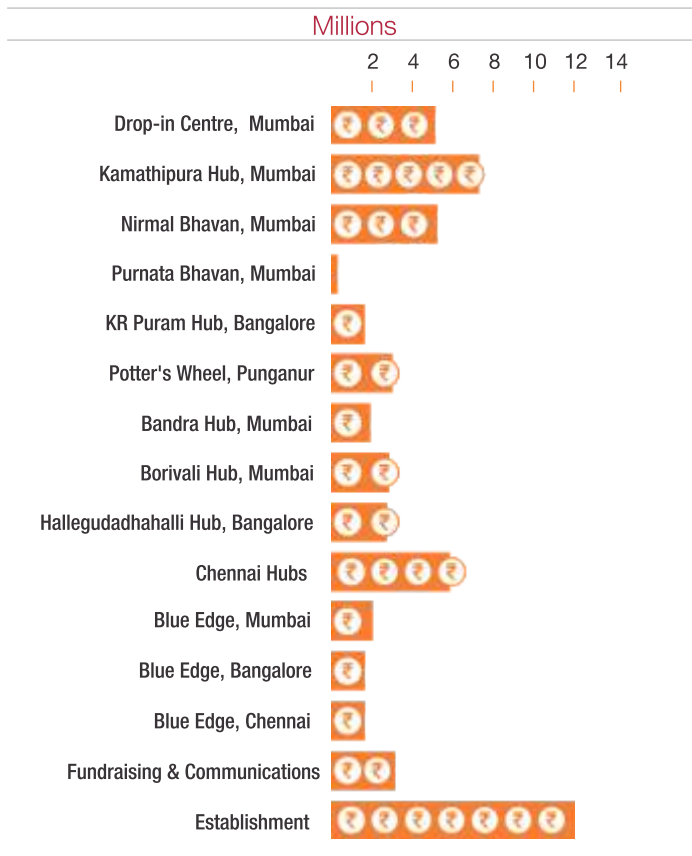 Millions
2 4 6 8 10 12 14
Drop-in Centre, Mumbai ₹ ₹ ₹
Kamathipura Hub, Mumbai ₹ ₹ ₹ ₹ ₹
Nirmal Bhavan, Mumbai ₹ ₹ ₹
Purnata Bhavan, Mumbai
KR Puram Hub, Bangalore ₹
Potter's Wheel, Punganur ₹ ₹
Bandra Hub, Mumbai ₹
Borivali Hub, Mumbai ₹ ₹
Hallegudadhahalli Hub, Bangalore ₹ ₹
Chennai Hubs ₹ ₹ ₹ ₹
Blue Edge, Mumbai ₹
Blue Edge, Bangalore ₹
Blue Edge, Chennai ₹
Fundraising & Communications ₹ ₹
Establishment ₹ ₹ ₹ ₹ ₹ ₹ ₹